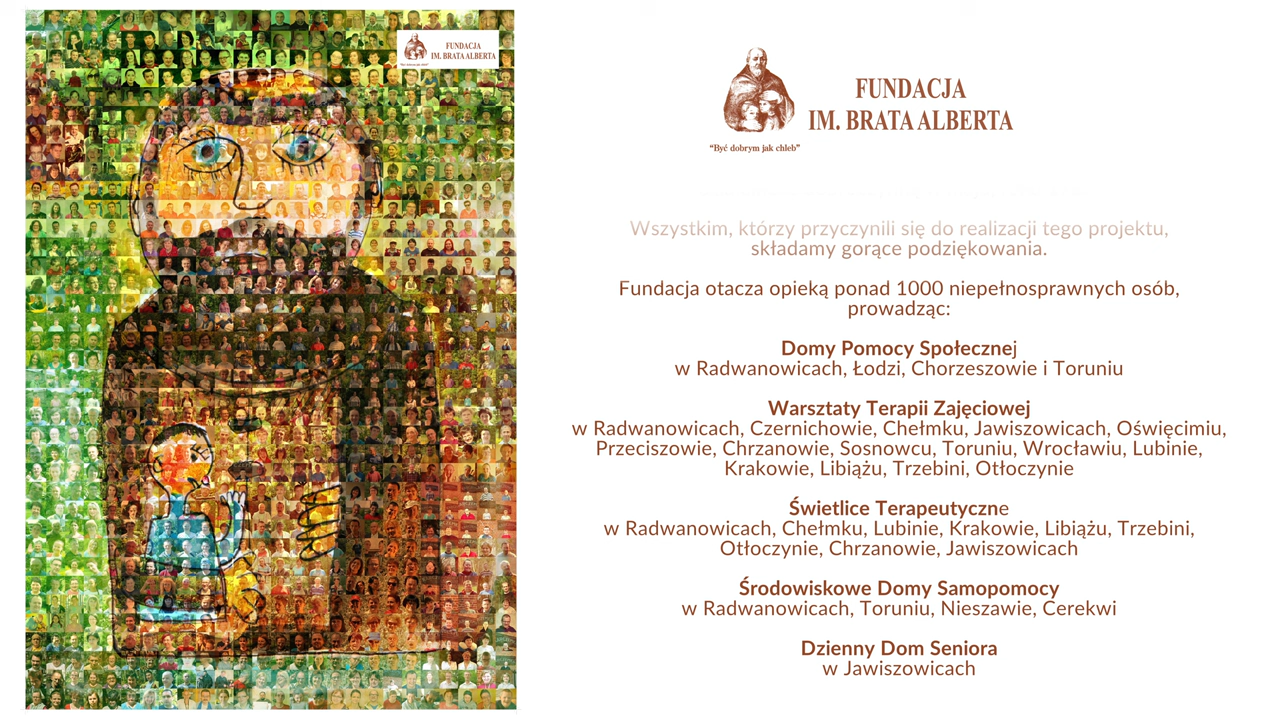 FUNDACJA
IM. BRATA ALBERTA
"Być dobrym jak chleb"
FUNDACJA
IM. BRATA ALBERTA
"Być dobrym jak chleb"
Wszystkim, którzy przyczynili się do realizacji tego projektu,
składamy gorące podziękowania.
Fundacja otacza opieką ponad 1000 niepełnosprawnych osób,
prowadząc:
Domy Pomocy Społecznej
w Radwanowicach, Łodzi, Chorzeszowie i Toruniu
Warsztaty Terapii Zajęciowej
w Radwanowicach, Czernichowie, Chełmku, Jawiszowicach, Oświęcimiu,
Przeciszowie, Chrzanowie, Sosnowcu, Toruniu, Wrocławiu, Lubinie,
Krakowie, Libiążu, Trzebini, Otłoczynie
Świetlice Terapeutyczne
w Radwanowicach, Chełmku, Lubinie, Krakowie, Libiążu, Trzebini,
Otłoczynie, Chrzanowie, Jawiszowicach
Środowiskowe Domy Samopomocy
w Radwanowicach, Toruniu, Nieszawie, Cerekwi
Dzienny Dom Seniora
w Jawiszowicach